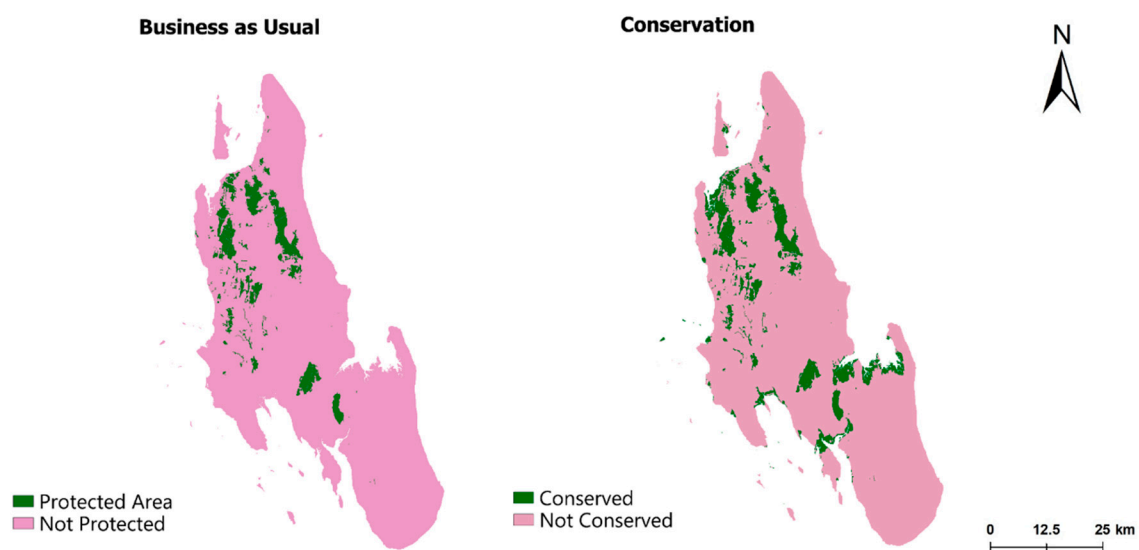 Business as Usual
Conservation
N
Protected Area
Not Protected
Conserved
Not Conserved
0 12.5 25 km